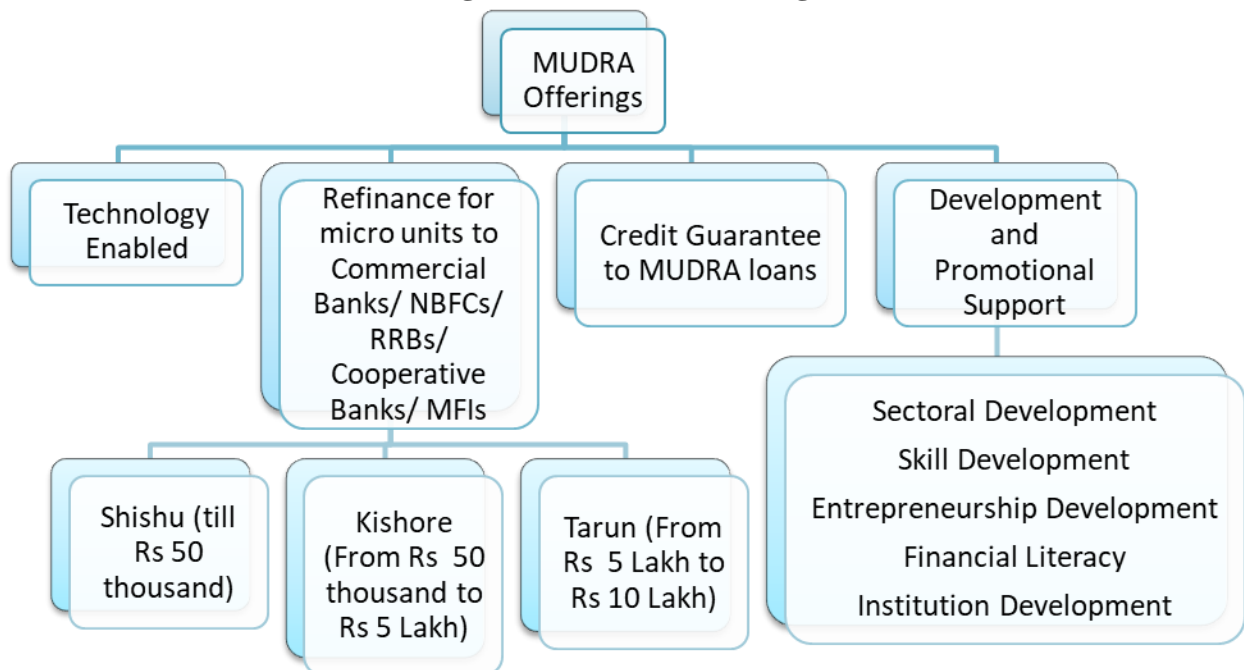 MUDRA
Offerings
Technology
Enabled
Refinance for
micro units to
Commercial
Banks/ NBFCs/
RRBs/
Cooperative
Banks/ MFIs
Credit Guarantee
to MUDRA loans
Development
and
Promotional
Support
Shishu (till
Rs 50
thousand)
Kishore
(From Rs  50
thousand to
Rs 5 Lakh)
Tarun (From
Rs  5 Lakh to
Rs 10 Lakh)
Sectoral Development
Skill Development
Entrepreneurship Development
Financial Literacy
Institution Development